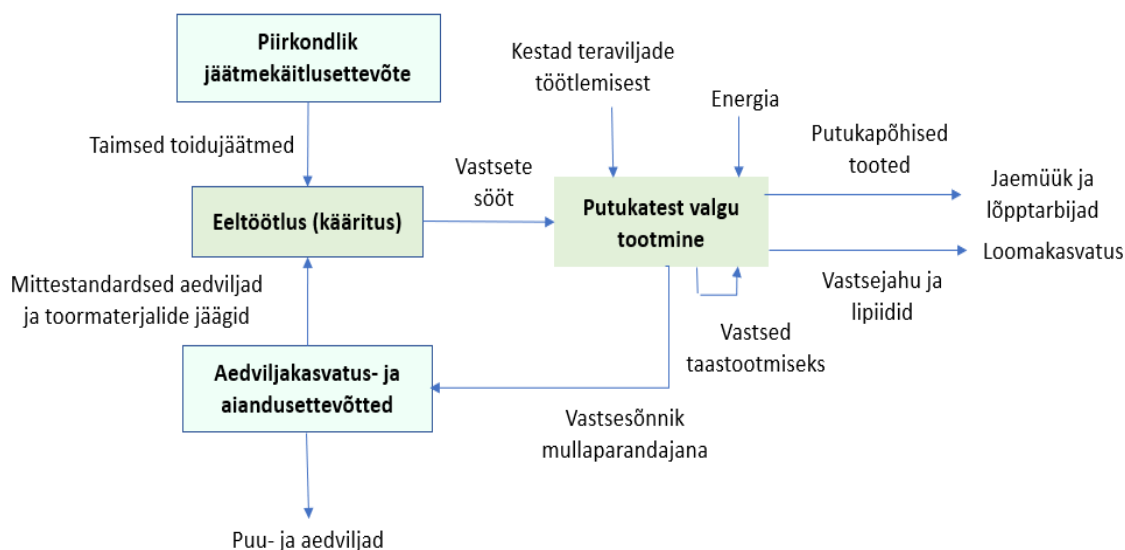 Piirkondlik
jäätmekäitlusettevõte
Kestad teraviljade
töötlemisest
Energia
Taimsed toidujäätmed
Putukapõhised
tooted
Vastsete
sööt
Jaemüük ja
lõpptarbijad
Eeltöötlus (kääritus)
Putukatest valgu
tootmine
Loomakasvatus
Mittestandardsed aedviljad
ja toormaterjalide jäägid
Vastsejahu ja
lipiidid
Vastsed
taastootmiseks
Aedviljakasvatus- ja
aiandusettevõtted
Vastsesõnnik
mullaparandajana
Puu- ja aedviljad